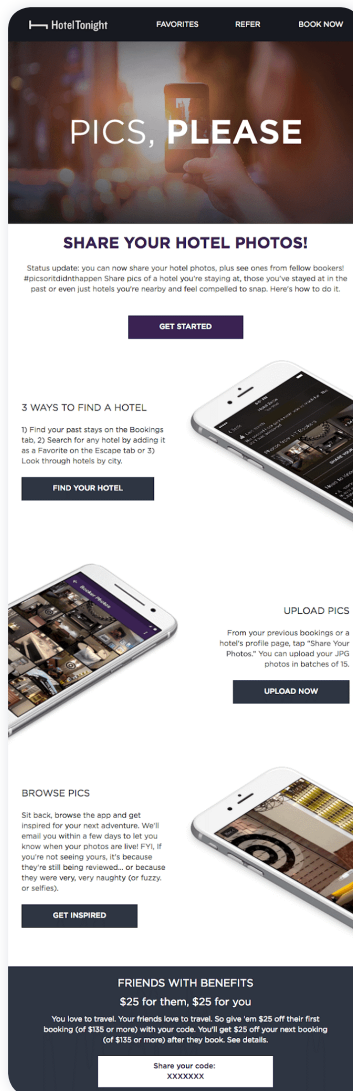 HotelTonight
FAVORITES
REFER
BOOK NOW
PICS, PLEASE
SHARE YOUR HOTEL PHOTOS!
Status update: you can now share your hotel photos, plus see ones from fellow bookers!
#picsoritdidnthappen Share pics of a hotel you're staying at, those you've stayed at in the
past or even just hotels you're nearby and feel compelled to snap. Here's how to do it.
GET STARTED
3 WAYS TO FIND A HOTEL
1) Find your past stays on the Bookings
tab, 2) Search for any hotel by adding it
as a Favorite on the Escape tab or 3)
Look through hotels by city.
FIND YOUR HOTEL
Booker Photos
UPLOAD PICS
From your previous bookings or a
hotel's profile page, tap "Share Your
Photos." You can upload your JPG
photos in batches of 15.
UPLOAD NOW
BROWSE PICS
Sit back, browse the app and get
inspired for your next adventure. We'll
email you within a few days to let you
know when your photos are live! FYI, If
you're not seeing yours, it's because
they're still being reviewed... or because
they were very, very naughty (or fuzzy.
or selfies).
GET INSPIRED
FRIENDS WITH BENEFITS
$25 for them, $25 for you
You love to travel. Your friends love to travel. So give 'em $25 off their first
booking (of $135 or more) with your code. You'll get $25 off your next booking
(of $135 or more) after they book. See details.
Share your code:
XXXXXXX